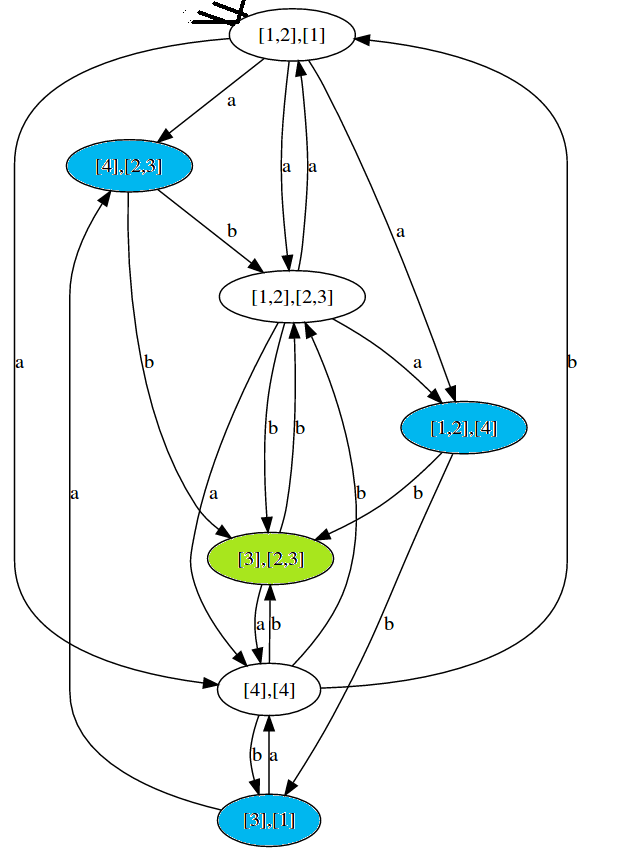 [1,2],[1]
a
[4],[2,3]
a a
b a
[1,2],[2,3]
a b a b
[1,2],[4]
b b
a a b b
[3],[2,3]
a b b
[4],[4]
b a
[3],[1]